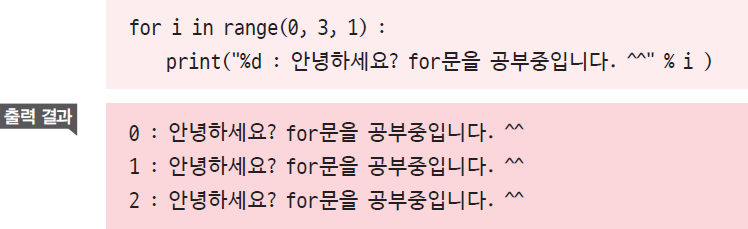 for i in range(0, 3, 1) :
print("%d : 안녕하세요? for문을 공부중입니다. ^^" % i )
출력 결과
0 : 안녕하세요? for문을 공부중입니다. ^^
1 : 안녕하세요? for문을 공부중입니다. ^^
2 : 안녕하세요? for문을 공부중입니다. ^^